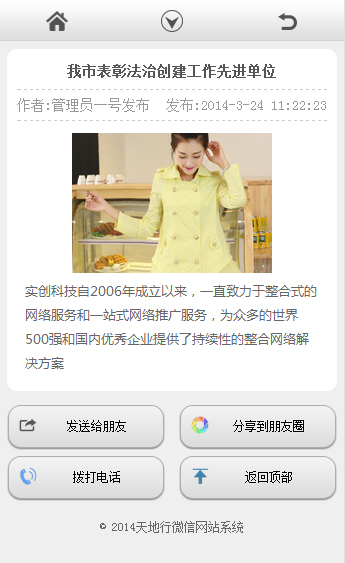 我市表彰法治创建工作先进单位
作者:管理员一号发布 发布:2014-3-24 11:22:23
实创科技自2006年成立以来，一直致力于整合式的
网络服务和一站式网络推广服务，为众多的世界
500强和国内优秀企业提供了持续性的整合网络解
决方案
发送给朋友
分享到朋友圈
拨打电话
返回顶部
© 2014天地行微信网站系统